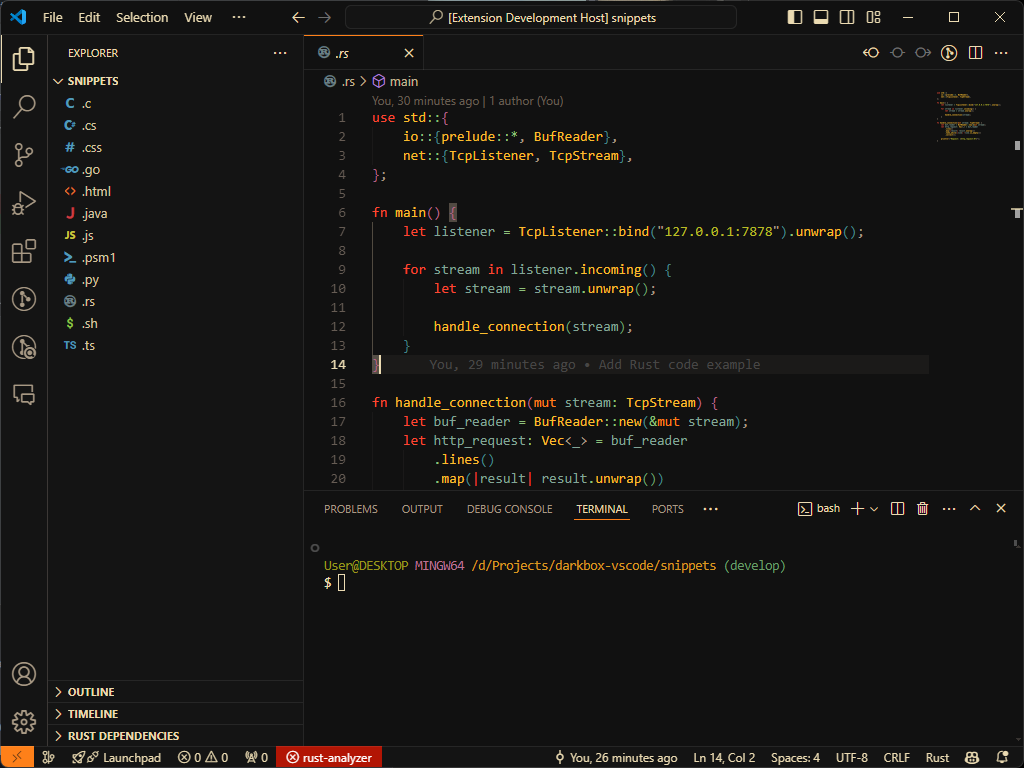 File Edit Selection View ··· [Extension Development Host] snippets
EXPLORER ···
SNIPPETS
C .c
C# .cs
# .css
GO .go
<> .html
J .java
JS .js
.psm1
.py
.rs
$ .sh
TS .ts
OUTLINE
TIMELINE
RUST DEPENDENCIES
.rs
.rs > main
You, 30 minutes ago | 1 author (You)
1 use std::{
2 io::{prelude::*, BufReader},
3 net::{TcpListener, TcpStream},
4 };
5
6 fn main() {
7 let listener = TcpListener::bind("127.0.0.1:7878").unwrap();
8
9 for stream in listener.incoming() {
10 let stream = stream.unwrap();
11
12 handle_connection(stream);
13 }
14 } You, 29 minutes ago • Add Rust code example
15
16 fn handle_connection(mut stream: TcpStream) {
17 let buf_reader = BufReader::new(&mut stream);
18 let http_request: Vec<_> = buf_reader
19 .lines()
20 .map(|result| result.unwrap())
PROBLEMS OUTPUT DEBUG CONSOLE TERMINAL PORTS ··· bash
User@DESKTOP MINGW64 /d/Projects/darkbox-vscode/snippets (develop)
$
Launchpad 0 0 0 rust-analyzer You, 26 minutes ago Ln 14, Col 2 Spaces: 4 UTF-8 CRLF Rust